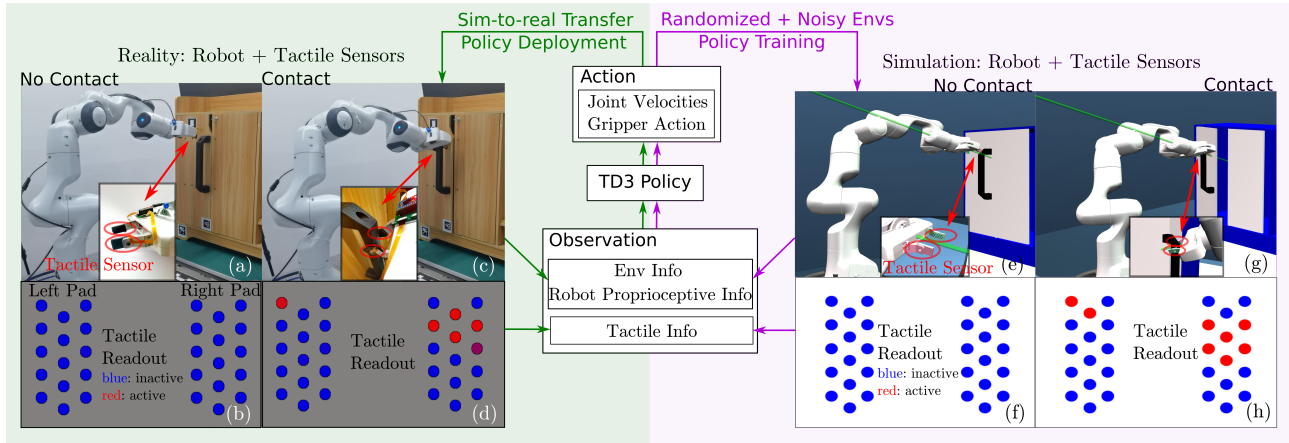 Sim-to-real Transfer
Policy Deployment
Randomized + Noisy Envs
Policy Training
Reality: Robot + Tactile Sensors
No Contact
Contact
Tactile Sensor
(a)
(c)
Left Pad
Right Pad
Tactile
Readout
blue: inactive
red: active
(b)
Tactile
Readout
(d)
Action
Joint Velocities
Gripper Action
TD3 Policy
Observation
Env Info
Robot Proprioceptive Info
Tactile Info
Simulation: Robot + Tactile Sensors
No Contact
Contact
Tactile Sensor
(e)
(g)
Tactile
Readout
blue: inactive
red: active
(f)
Tactile
Readout
(h)